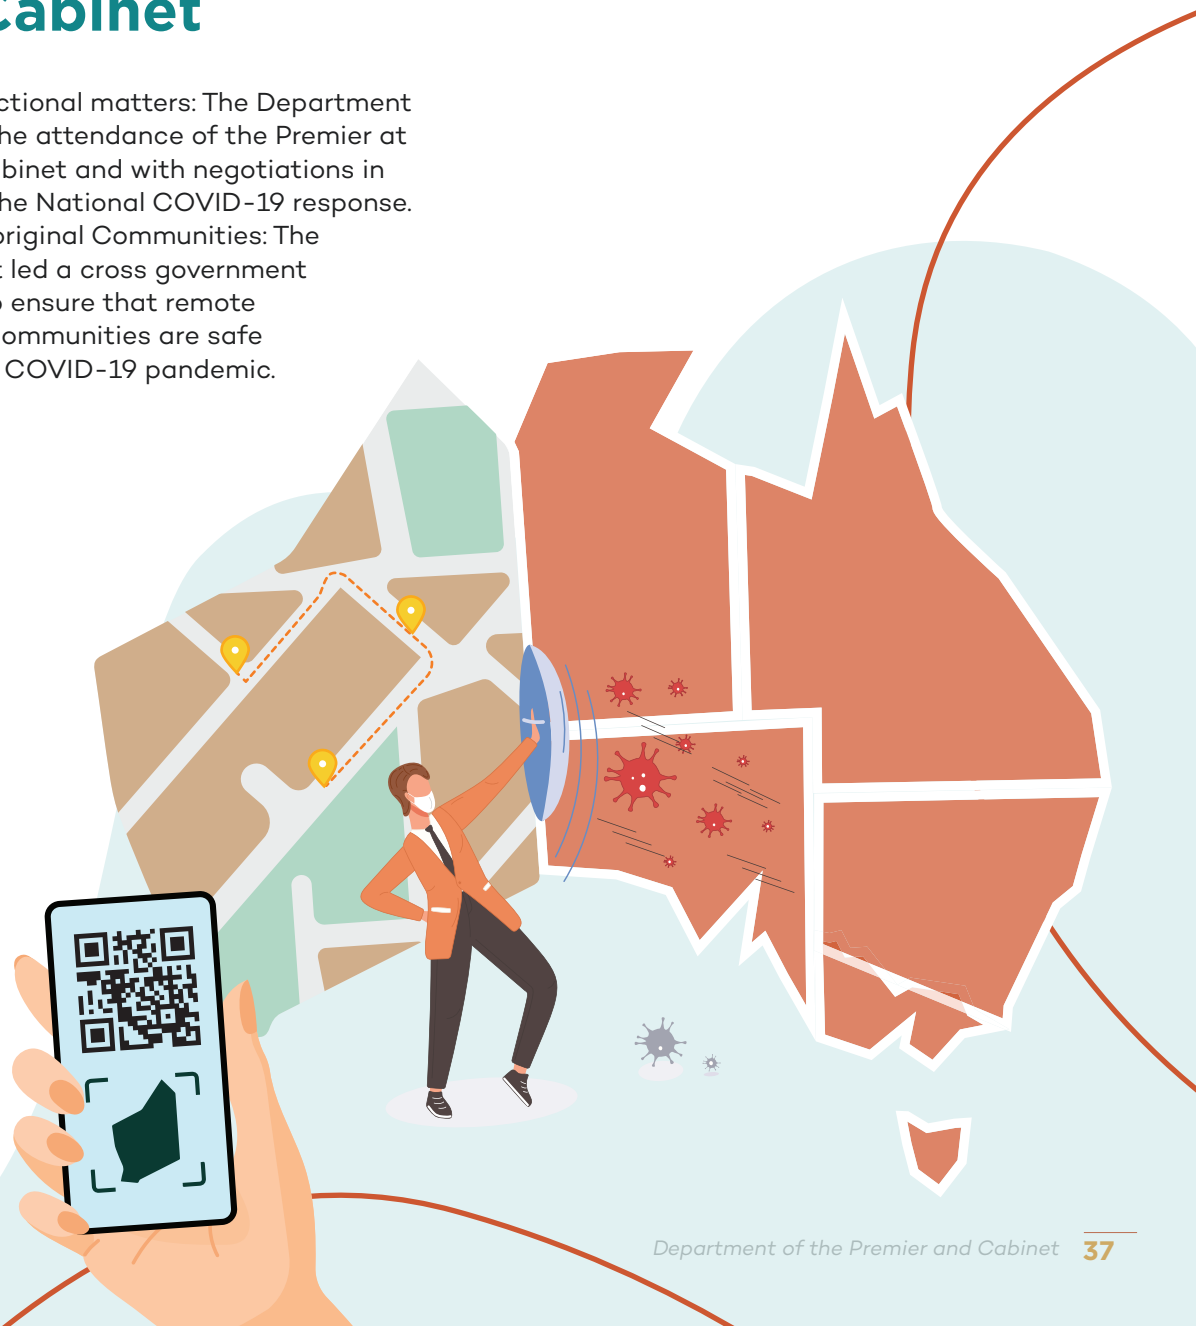 Cabinet
ctional matters: The Department
he attendance of the Premier at
binet and with negotiations in
he National COVID-19 response.
original Communities: The
t led a cross government
o ensure that remote
ommunities are safe
COVID-19 pandemic.
Department of the Premier and Cabinet 37